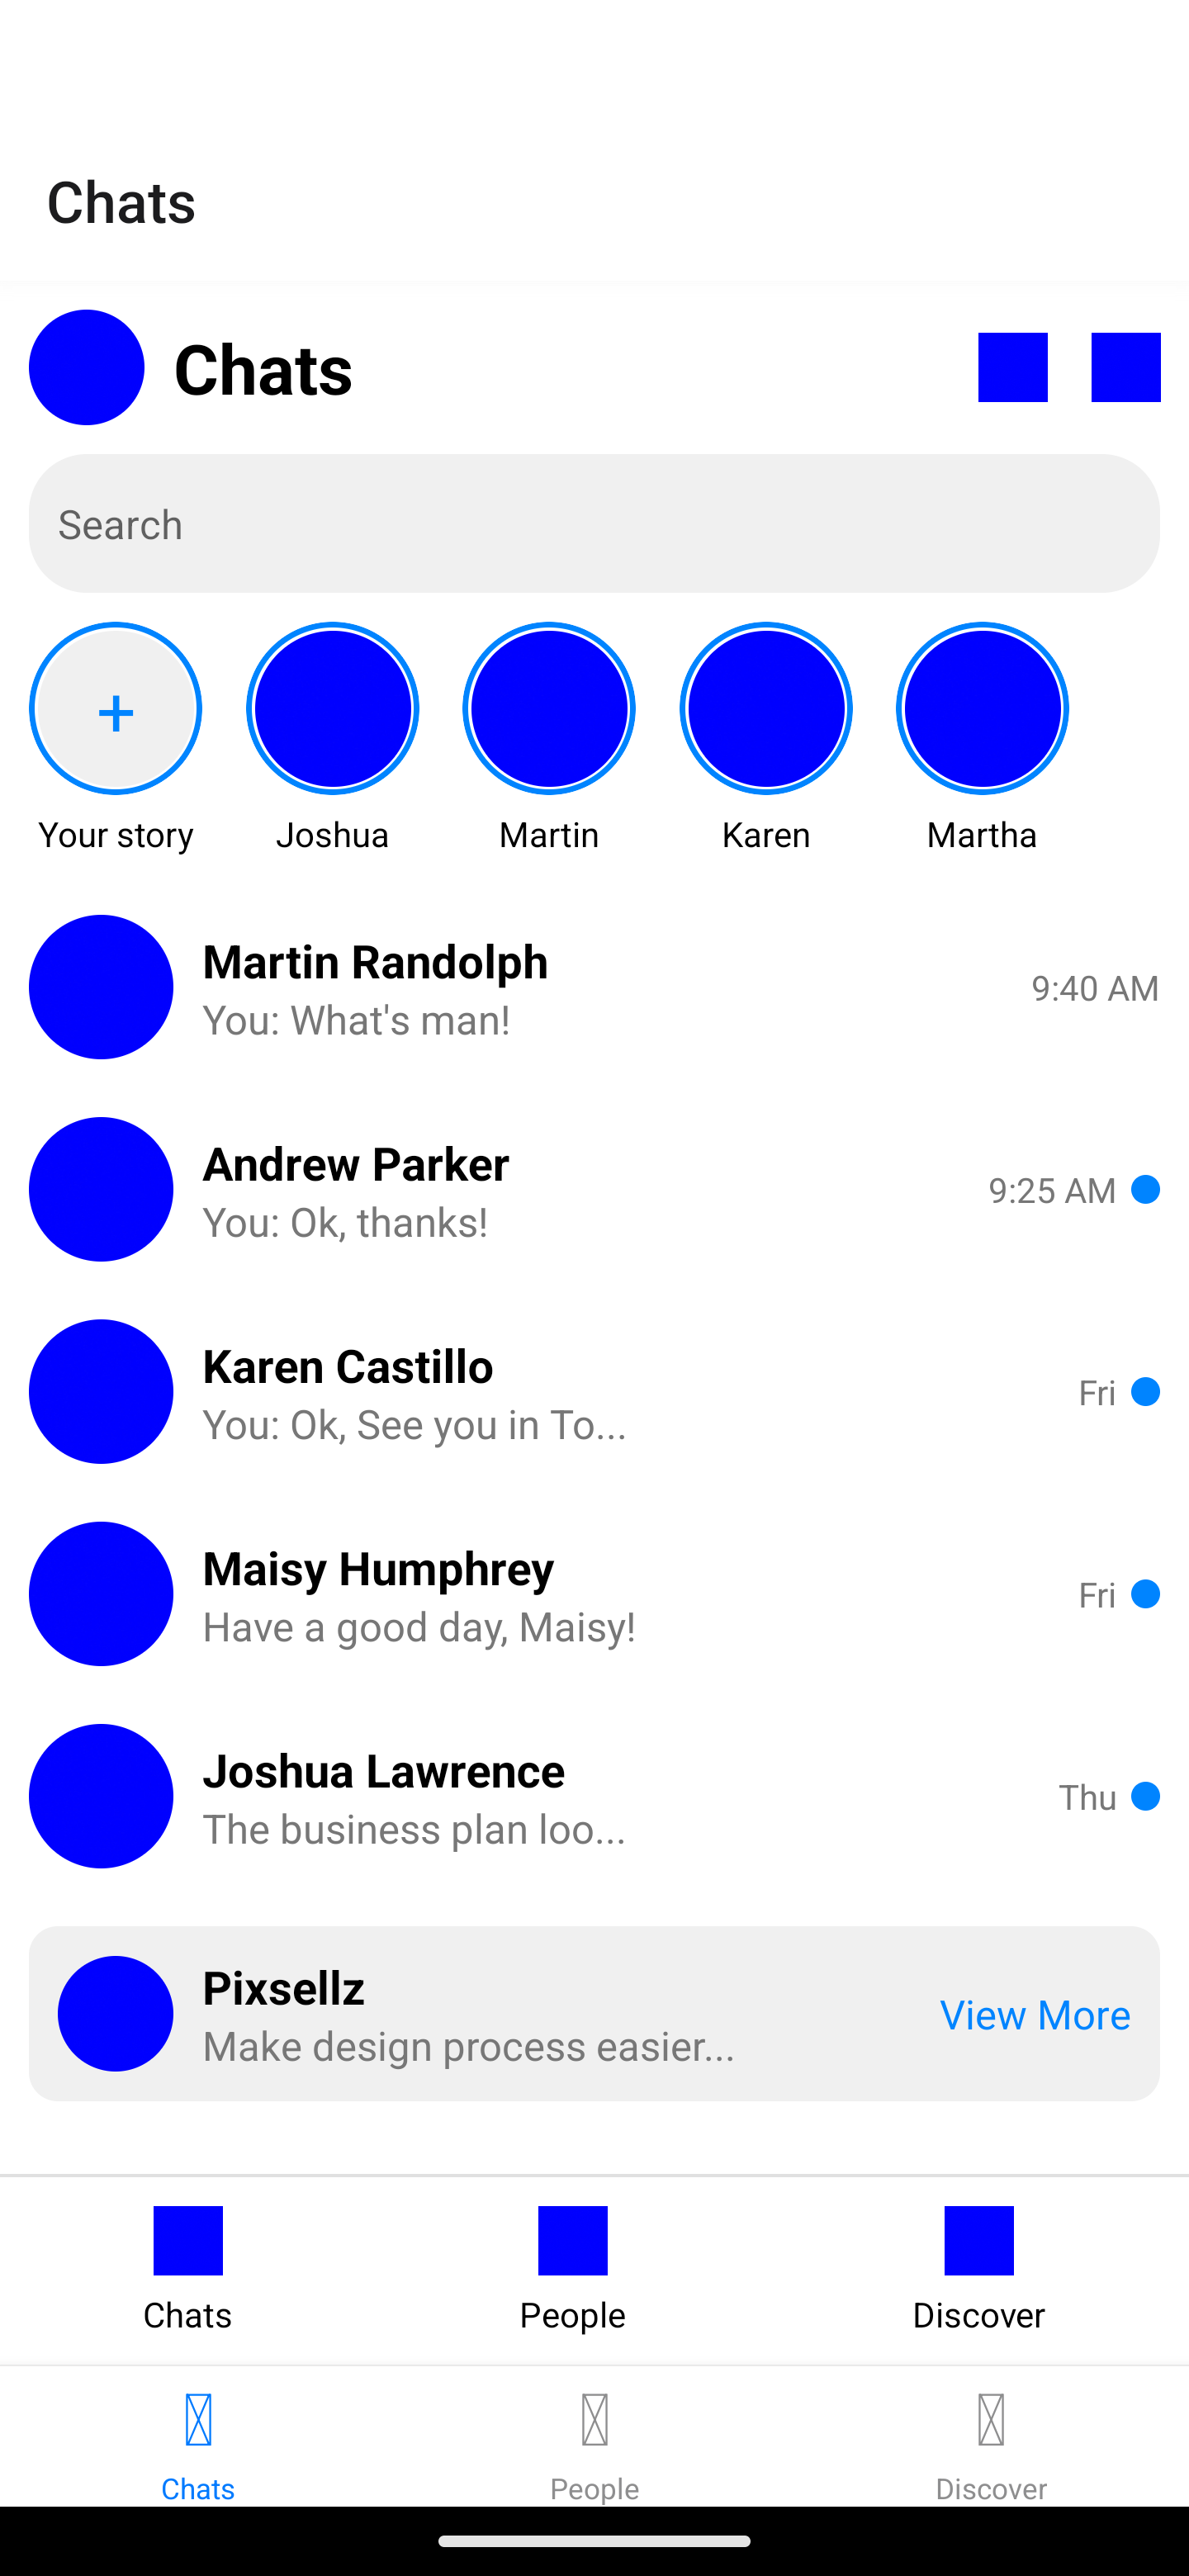 Chats
Chats
Search
+
Your story
Joshua
Martin
Karen
Martha
Martin Randolph
You: What's man!
9:40 AM
Andrew Parker
You: Ok, thanks!
9:25 AM
Karen Castillo
You: Ok, See you in To...
Fri
Maisy Humphrey
Have a good day, Maisy!
Fri
Joshua Lawrence
The business plan loo...
Thu
Pixsellz
Make design process easier...
View More
Chats
People
Discover
Chats
People
Discover